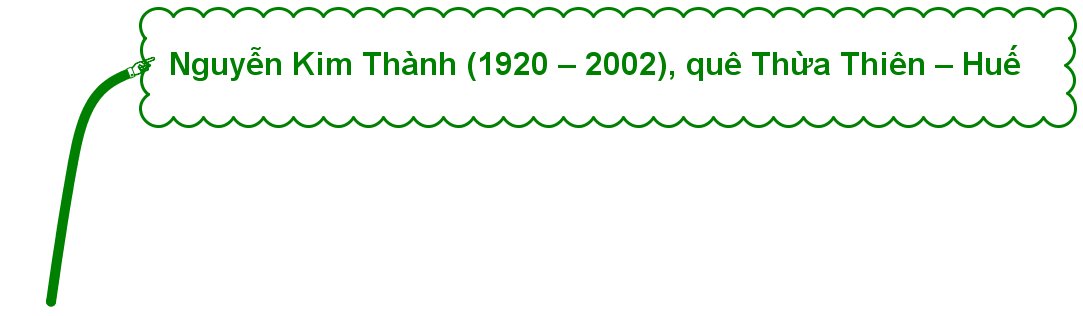 Nguyễn Kim Thành (1920 – 2002), quê Thừa Thiên – Huế